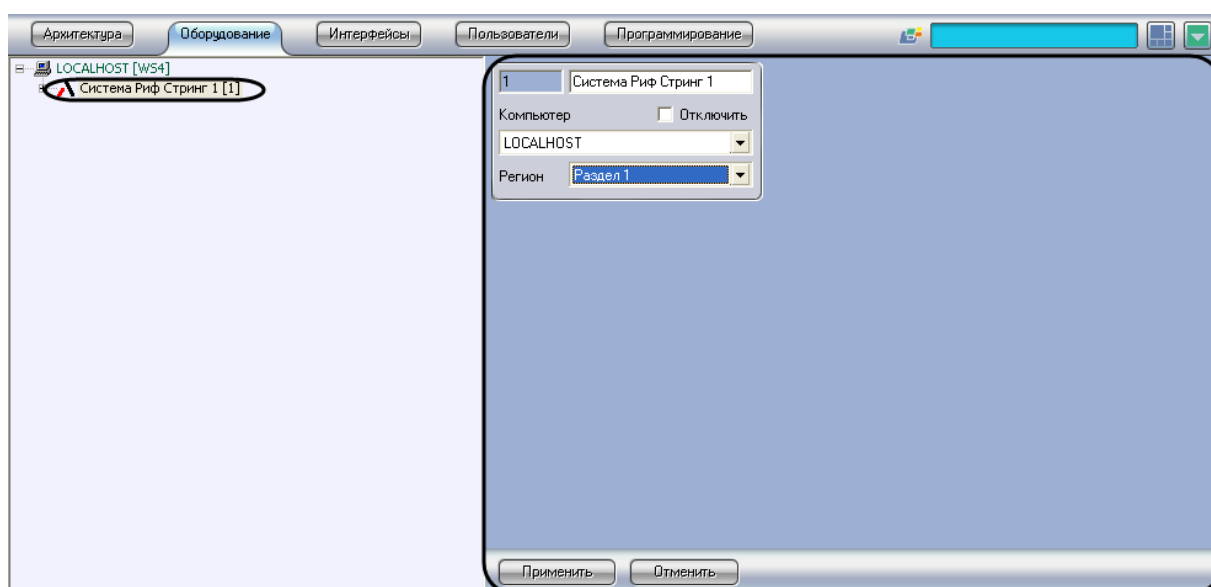 Архитектура Оборудование Интерфейсы Пользователи Программирование
LOCALHOST [WS4]
Система Риф Стринг 1 [1]
1 Система Риф Стринг 1
Компьютер Отключить
LOCALHOST
Регион Раздел 1
Применить Отменить